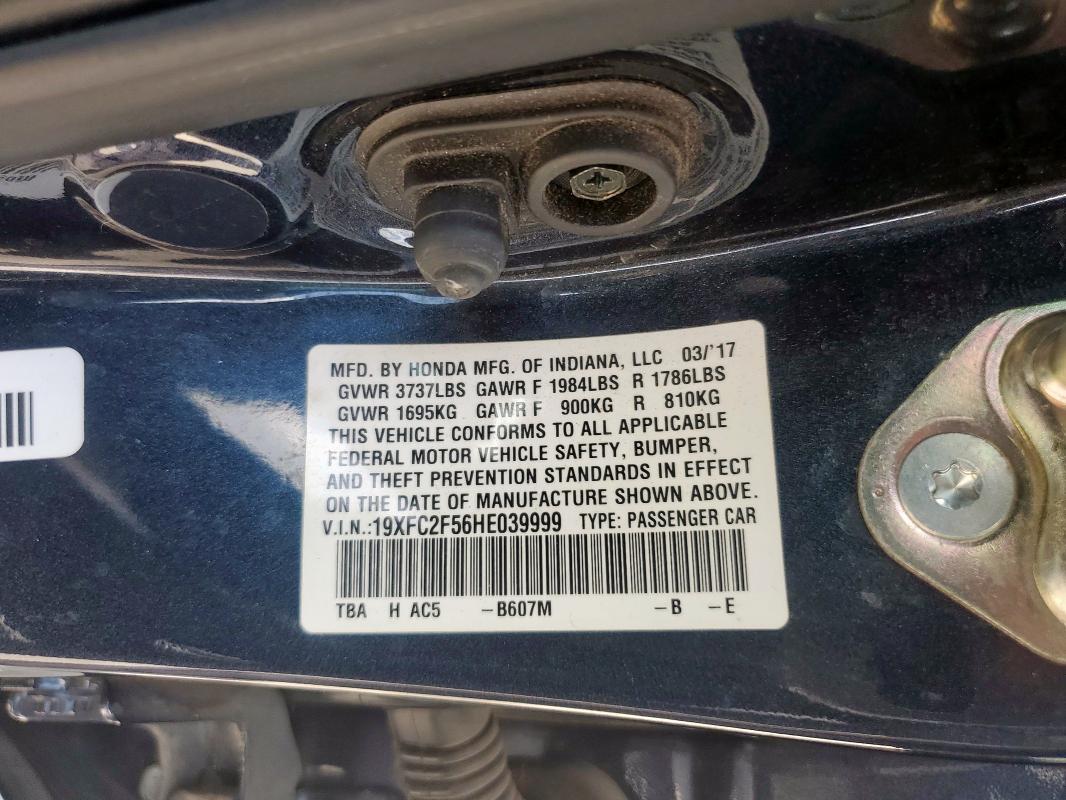 MFD. BY HONDA MFG. OF INDIANA, LLC 03/'17
GVWR 3737LBS GAWR F 1984LBS R 1786LBS
GVWR 1695KG GAWR F 900KG R 810KG
THIS VEHICLE CONFORMS TO ALL APPLICABLE
FEDERAL MOTOR VEHICLE SAFETY, BUMPER,
AND THEFT PREVENTION STANDARDS IN EFFECT
ON THE DATE OF MANUFACTURE SHOWN ABOVE.
V.I.N.:19XFC2F56HE039999 TYPE: PASSENGER CAR
TBA H AC5 -B607M -B -E